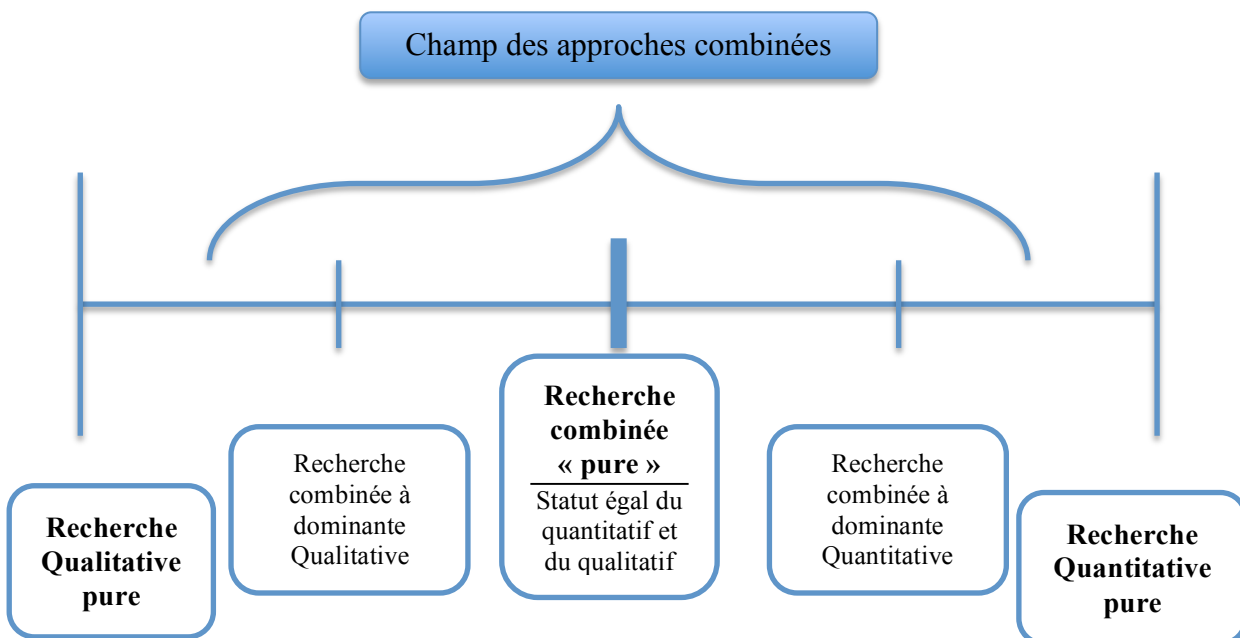 Champ des approches combinées
Recherche
Qualitative
pure
Recherche
combinée à
dominante
Qualitative
Recherche
combinée
« pure »
Statut égal du
quantitatif et
du qualitatif
Recherche
combinée à
dominante
Quantitative
Recherche
Quantitative
pure